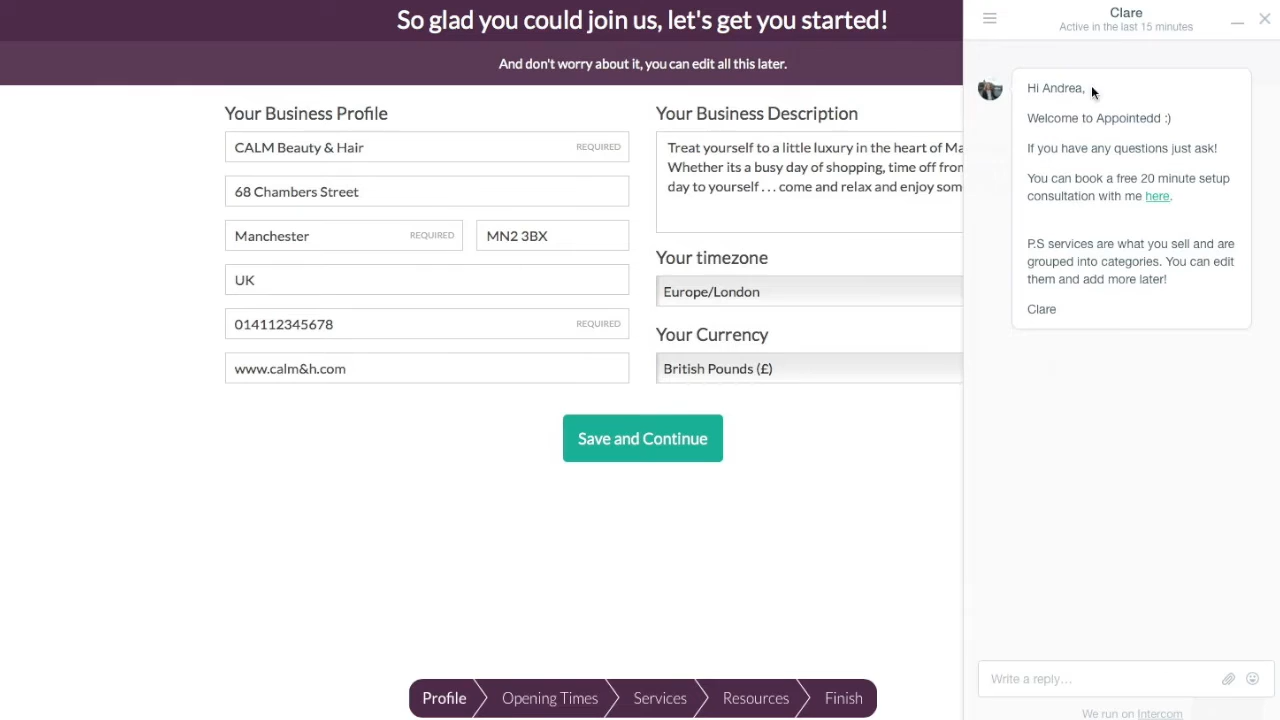 So glad you could join us, let's get you started!
And don't worry about it, you can edit all this later.
Your Business Profile
CALM Beauty & Hair REQUIRED
68 Chambers Street
Manchester REQUIRED MN2 3BX
UK
014112345678 REQUIRED
www.calm&h.com
Your Business Description
Treat yourself to a little luxury in the heart of Ma
Whether its a busy day of shopping, time off from
day to yourself . . . come and relax and enjoy som
Your timezone
Europe/London
Your Currency
British Pounds (£)
Save and Continue
Profile Opening Times Services Resources Finish
Clare
Active in the last 15 minutes
Hi Andrea,
Welcome to Appointedd :)
If you have any questions just ask!
You can book a free 20 minute setup
consultation with me here.
P.S services are what you sell and are
grouped into categories. You can edit
them and add more later!
Clare
Write a reply…
We run on Intercom